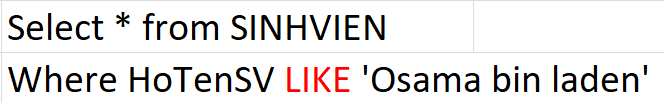 Select * from SINHVIEN
Where HoTenSV LIKE 'Osama bin laden'